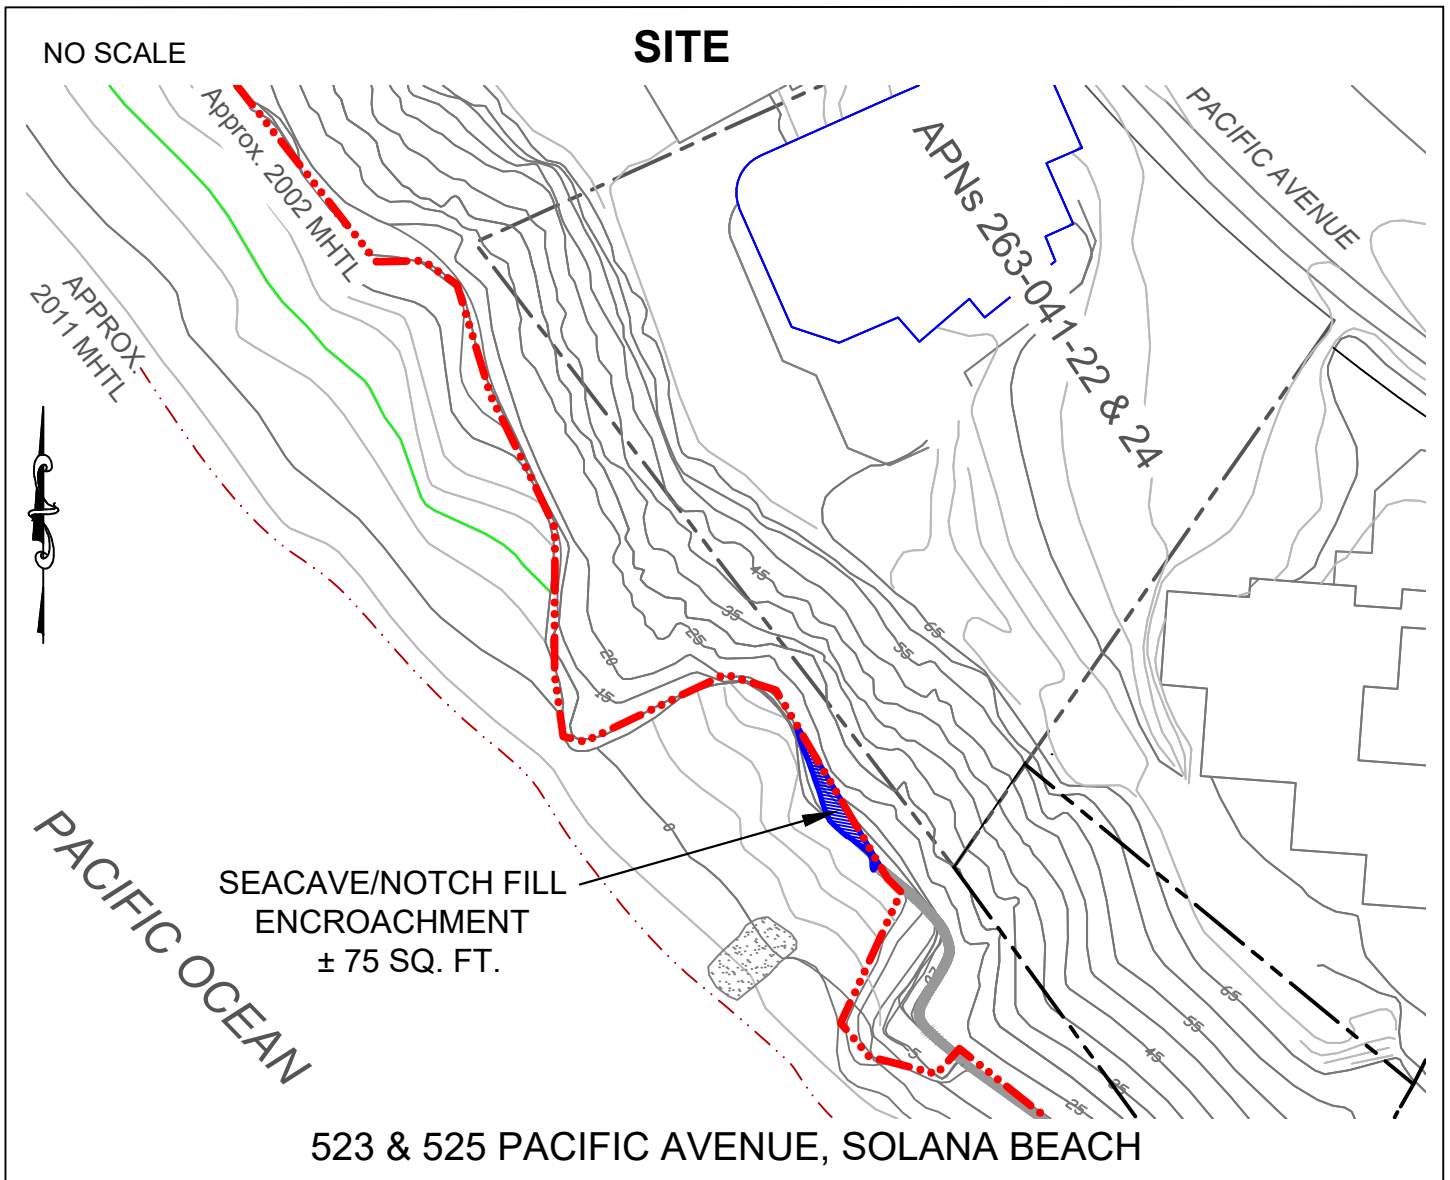 SITE
NO SCALE
Approx. 2002 MHTL
APPROX.
2011 MHTL
APNs 263-041-22 & 24
PACIFIC AVENUE
45
35
25
20
15
65
55
0
SEACAVE/NOTCH FILL
ENCROACHMENT
± 75 SQ. FT.
PACIFIC OCEAN
65
55
45
35
25
523 & 525 PACIFIC AVENUE, SOLANA BEACH